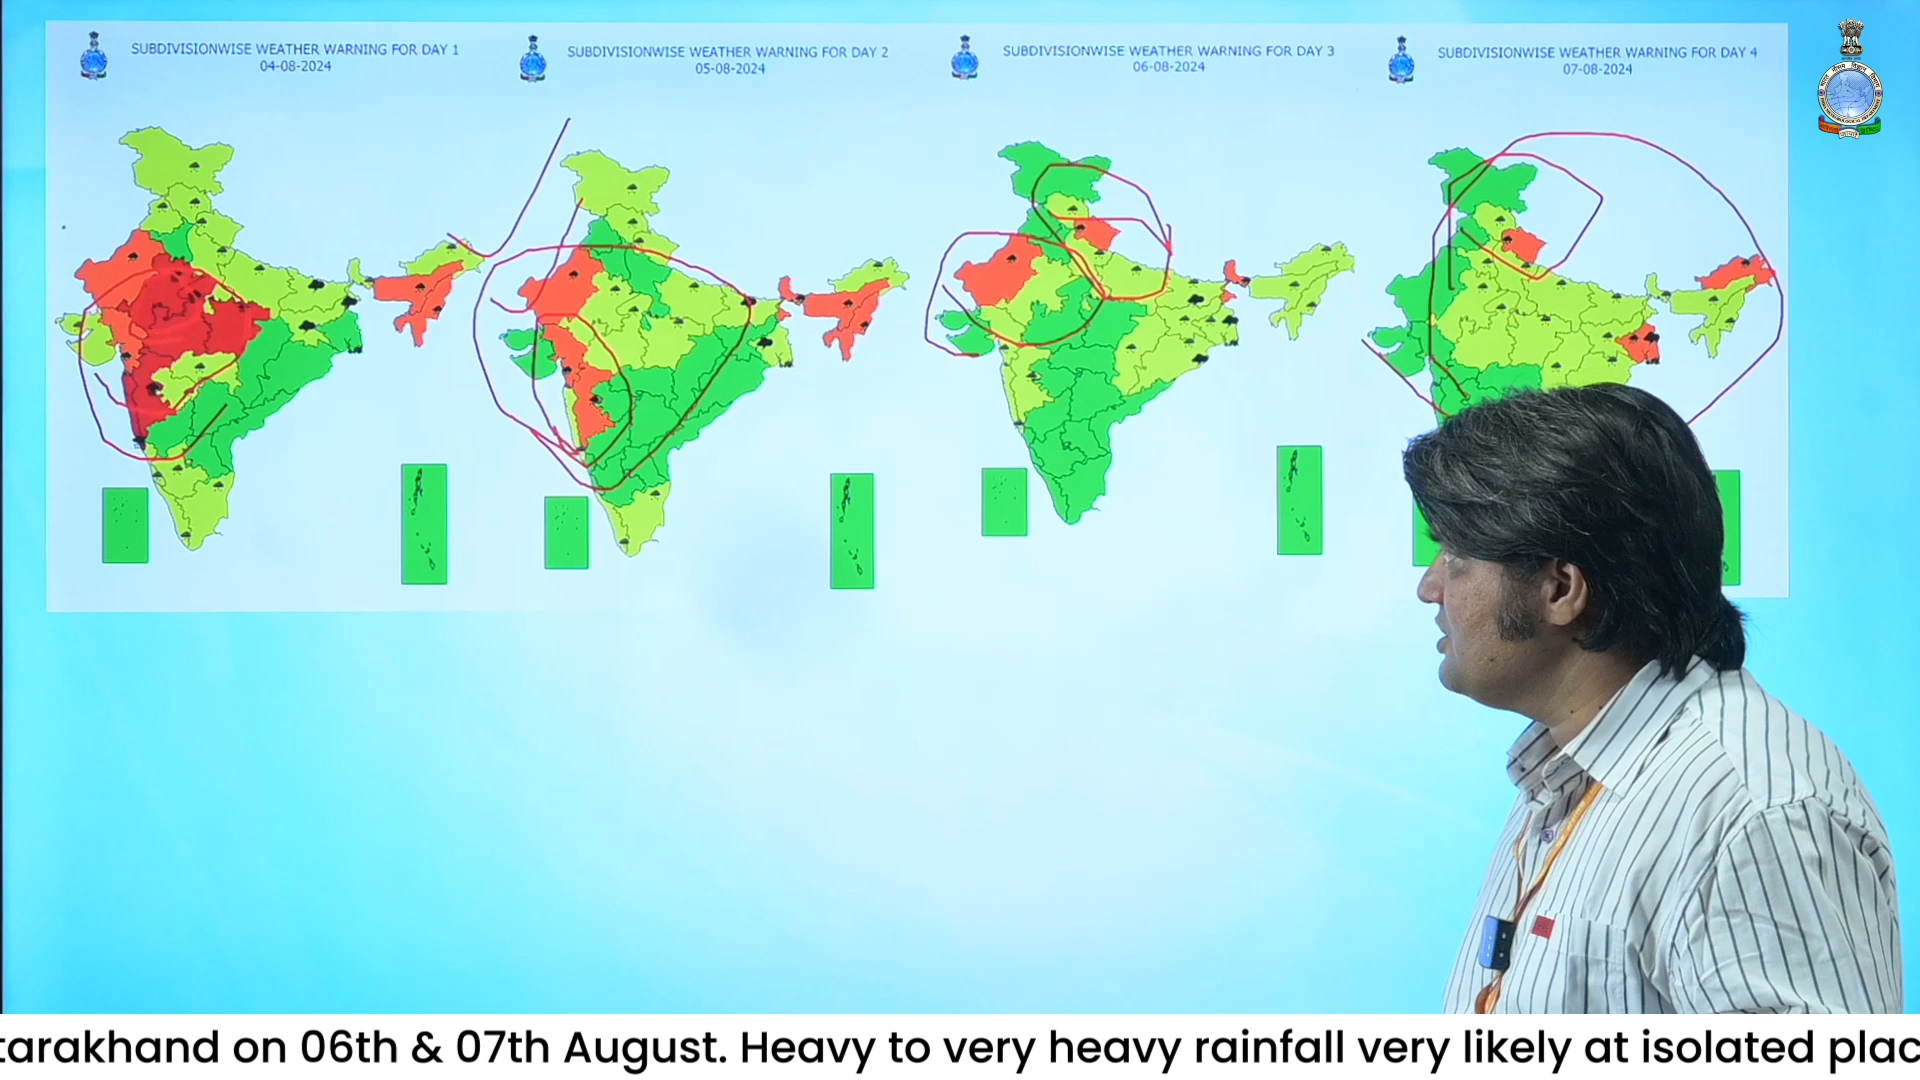 SUBDIVISIONWISE WEATHER WARNING FOR DAY 1
04-08-2024
SUBDIVISIONWISE WEATHER WARNING FOR DAY 2
05-08-2024
SUBDIVISIONWISE WEATHER WARNING FOR DAY 3
06-08-2024
SUBDIVISIONWISE WEATHER WARNING FOR DAY 4
07-08-2024
tarakhand on 06th & 07th August. Heavy to very heavy rainfall very likely at isolated plac